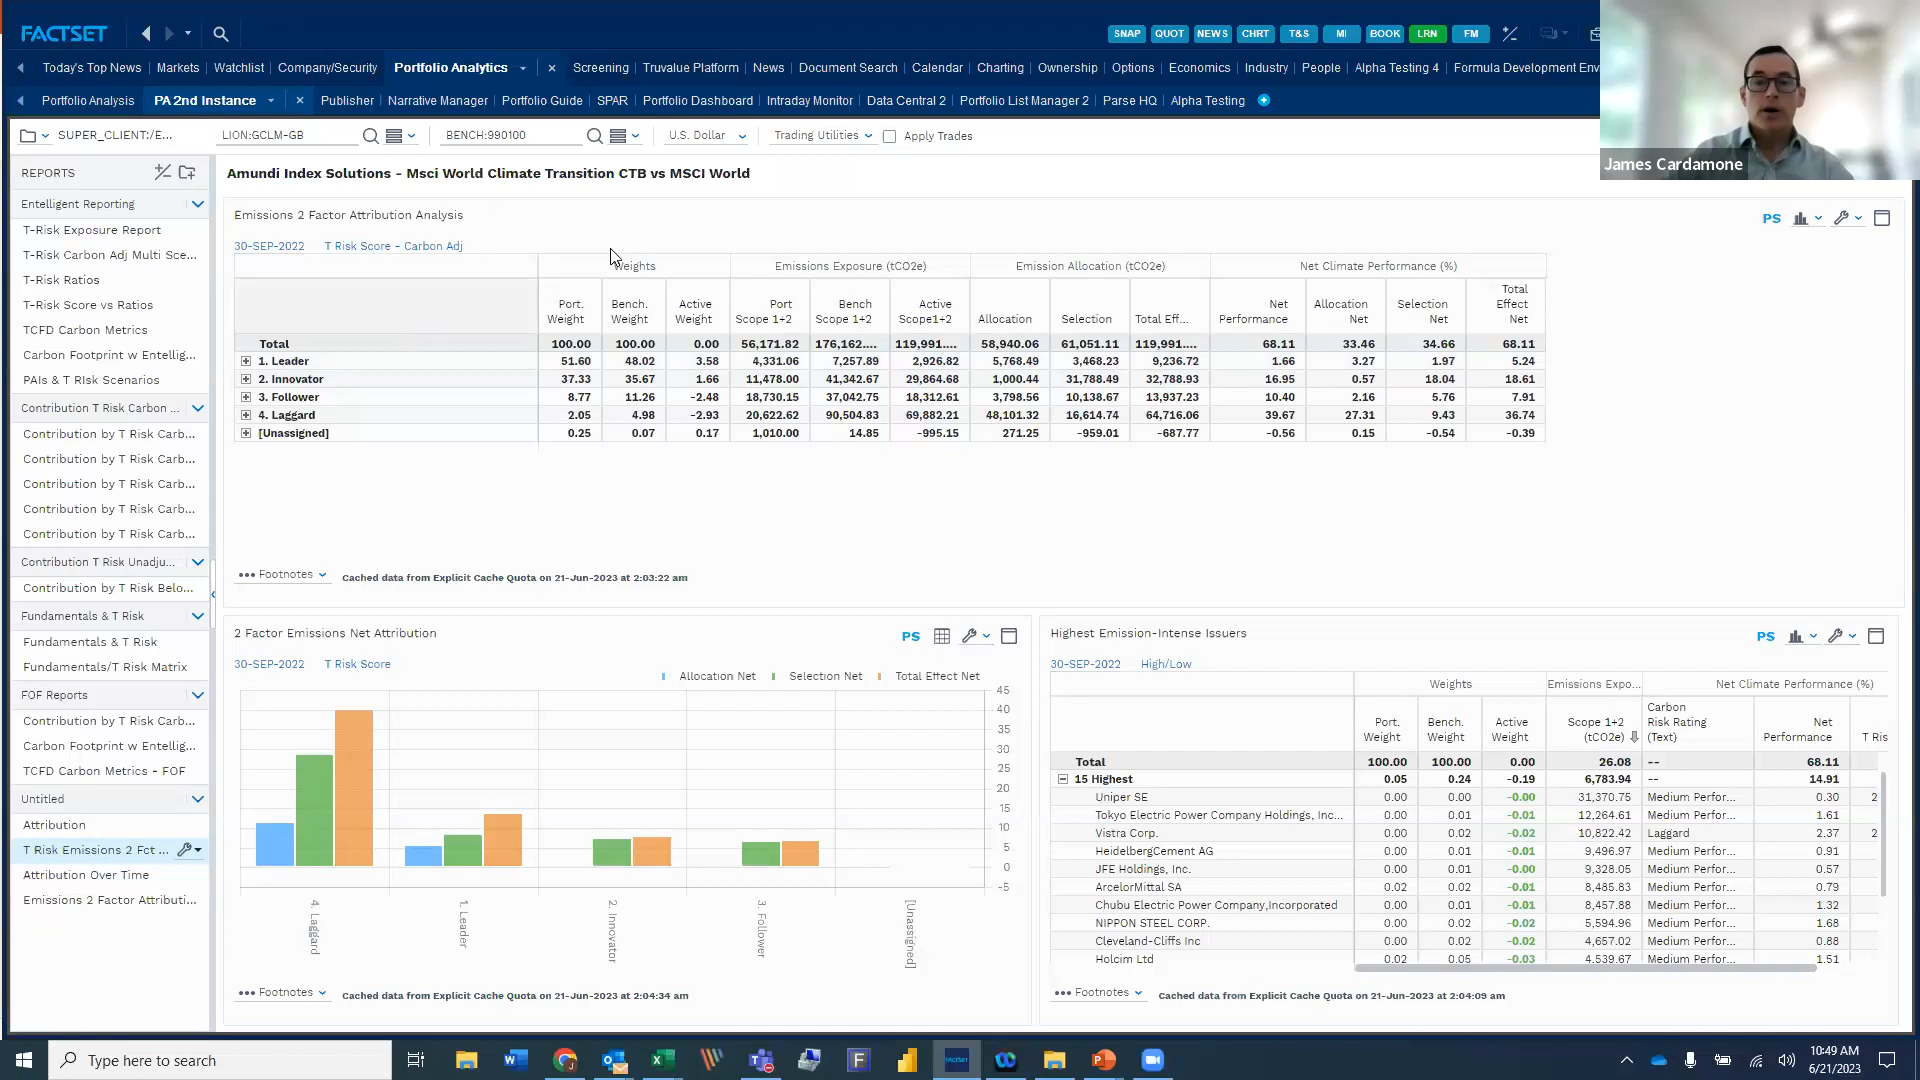 FACTSET
SNAP QUOT NEWS CHRT T&S MI BOOK LRN FM
Today's Top News Markets Watchlist Company/Security Portfolio Analytics Screening Truvalue Platform News Document Search Calendar Charting Ownership Options Economics Industry People Alpha Testing 4 Formula Development Env
Portfolio Analysis PA 2nd Instance Publisher Narrative Manager Portfolio Guide SPAR Portfolio Dashboard Intraday Monitor Data Central 2 Portfolio List Manager 2 Parse HQ Alpha Testing
SUPER_CLIENT:/E... LION:GCLM-GB BENCH:990100 U.S. Dollar Trading Utilities Apply Trades
James Cardamone
REPORTS
Entelligent Reporting
T-Risk Exposure Report
T-Risk Carbon Adj Multi Sce...
T-Risk Ratios
T-Risk Score vs Ratios
TCFD Carbon Metrics
Carbon Footprint w Entellig...
PAIs & T RIsk Scenarios
Contribution T Risk Carbon ...
Contribution by T Risk Carb...
Contribution by T Risk Carb...
Contribution by T Risk Carb...
Contribution by T Risk Carb...
Contribution by T Risk Carb...
Contribution T Risk Unadju...
Contribution by T Risk Belo...
Fundamentals & T Risk
Fundamentals & T Risk
Fundamentals/T Risk Matrix
FOF Reports
Contribution by T Risk Carb...
Carbon Footprint w Entellig...
TCFD Carbon Metrics - FOF
Untitled
Attribution
T Risk Emissions 2 Fct ...
Attribution Over Time
Emissions 2 Factor Attributi...
Amundi Index Solutions - Msci World Climate Transition CTB vs MSCI World
Emissions 2 Factor Attribution Analysis
PS
30-SEP-2022 T Risk Score - Carbon Adj
Weights Emissions Exposure (tCO2e) Emission Allocation (tCO2e) Net Climate Performance (%)
Port. Weight Bench. Weight Active Weight Port Scope 1+2 Bench Scope 1+2 Active Scope1+2 Allocation Selection Total Eff... Net Performance Allocation Net Selection Net Total Effect Net
Total 100.00 100.00 0.00 56,171.82 176,162.... 119,991.... 58,940.06 61,051.11 119,991.... 68.11 33.46 34.66 68.11
1. Leader 51.60 48.02 3.58 4,331.06 7,257.89 2,926.82 5,768.49 3,468.23 9,236.72 1.66 3.27 1.97 5.24
2. Innovator 37.33 35.67 1.66 11,478.00 41,342.67 29,864.68 1,000.44 31,788.49 32,788.93 16.95 0.57 18.04 18.61
3. Follower 8.77 11.26 -2.48 18,730.15 37,042.75 18,312.61 3,798.56 10,138.67 13,937.23 10.40 2.16 5.76 7.91
4. Laggard 2.05 4.98 -2.93 20,622.62 90,504.83 69,882.21 48,101.32 16,614.74 64,716.06 39.67 27.31 9.43 36.74
[Unassigned] 0.25 0.07 0.17 1,010.00 14.85 -995.15 271.25 -959.01 -687.77 -0.56 0.15 -0.54 -0.39
Footnotes Cached data from Explicit Cache Quota on 21-Jun-2023 at 2:03:22 am
2 Factor Emissions Net Attribution
PS
30-SEP-2022 T Risk Score
Allocation Net Selection Net Total Effect Net
45
40
35
30
25
20
15
10
5
0
-5
4. Laggard 1. Leader 2. Innovator 3. Follower [Unassigned]
Footnotes Cached data from Explicit Cache Quota on 21-Jun-2023 at 2:04:34 am
Highest Emission-Intense Issuers
PS
30-SEP-2022 High/Low
Weights Emissions Expo... Net Climate Performance (%)
Port. Weight Bench. Weight Active Weight Scope 1+2 (tCO2e) Carbon Risk Rating (Text) Net Performance T Ris
Total 100.00 100.00 0.00 26.08 -- 68.11
15 Highest 0.05 0.24 -0.19 6,783.94 -- 14.91
Uniper SE 0.00 0.00 -0.00 31,370.75 Medium Perfor... 0.30 2
Tokyo Electric Power Company Holdings, Inc... 0.00 0.01 -0.01 12,264.61 Medium Perfor... 1.61
Vistra Corp. 0.00 0.02 -0.02 10,822.42 Laggard 2.37 2
HeidelbergCement AG 0.00 0.01 -0.01 9,496.97 Medium Perfor... 0.91
JFE Holdings, Inc. 0.00 0.01 -0.00 9,328.05 Medium Perfor... 0.57
ArcelorMittal SA 0.02 0.02 -0.01 8,485.83 Medium Perfor... 0.79
Chubu Electric Power Company,Incorporated 0.00 0.01 -0.01 8,457.88 Medium Perfor... 1.32
NIPPON STEEL CORP. 0.00 0.02 -0.02 5,594.96 Medium Perfor... 1.68
Cleveland-Cliffs Inc 0.00 0.02 -0.02 4,657.02 Medium Perfor... 0.88
Holcim Ltd 0.02 0.05 -0.03 4,539.67 Medium Perfor... 1.51
Footnotes Cached data from Explicit Cache Quota on 21-Jun-2023 at 2:04:09 am
Type here to search
FACTSET
10:49 AM
6/21/2023